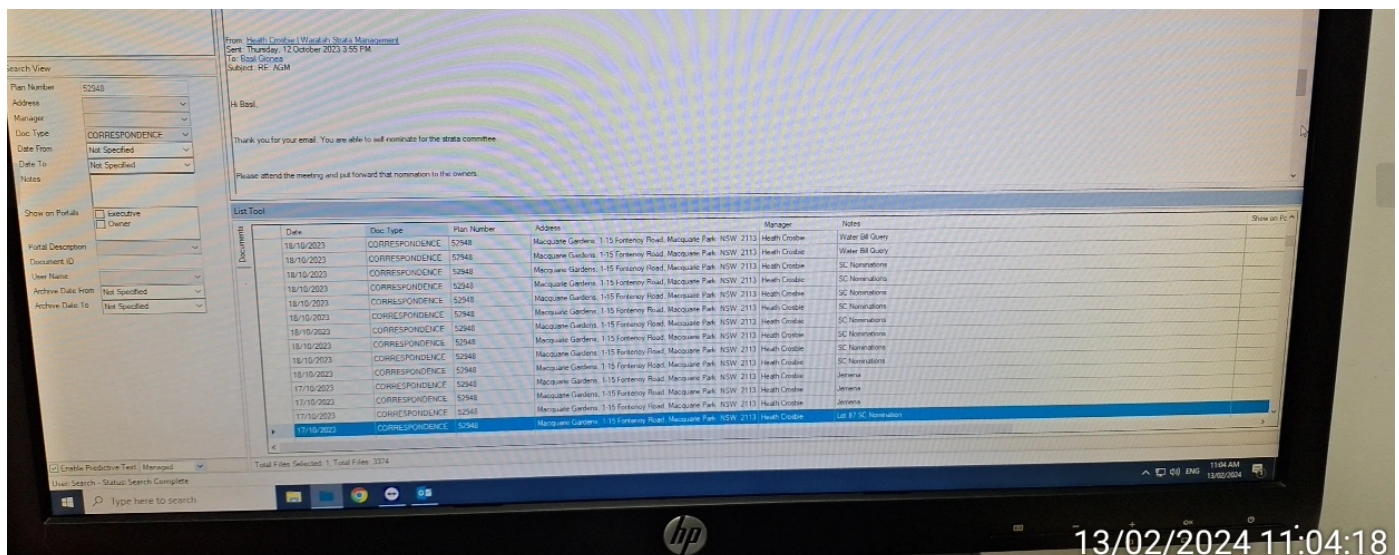 From: Heath Crosbie | Waratah Strata Management
Sent: Thursday, 12 October 2023 3:55 PM
To: Basil Gionea
Subject: RE: AGM
Hi Basil,
Thank you for your email. You are able to self-nominate for the strata committee.
Please attend the meeting and put forward that nomination to the owners.
Search View
Plan Number 52948
Address
Manager
Doc Type CORRESPONDENCE
Date From Not Specified
Date To Not Specified
Notes
Show on Portals Executive
Owner
Portal Description
Document ID
User Name
Archive Date From Not Specified
Archive Date To Not Specified
Enable Predictive Text Managed
User: Search - Status: Search Complete
List Tool
Documents
Date Doc Type Plan Number Address Manager Notes Show on Pc
18/10/2023 CORRESPONDENCE 52948 Macquarie Gardens, 1-15 Fontenoy Road, Macquarie Park NSW 2113 Heath Crosbie Water Bill Query
18/10/2023 CORRESPONDENCE 52948 Macquarie Gardens, 1-15 Fontenoy Road, Macquarie Park NSW 2113 Heath Crosbie Water Bill Query
18/10/2023 CORRESPONDENCE 52948 Macquarie Gardens, 1-15 Fontenoy Road, Macquarie Park NSW 2113 Heath Crosbie SC Nominations
18/10/2023 CORRESPONDENCE 52948 Macquarie Gardens, 1-15 Fontenoy Road, Macquarie Park NSW 2113 Heath Crosbie SC Nominations
18/10/2023 CORRESPONDENCE 52948 Macquarie Gardens, 1-15 Fontenoy Road, Macquarie Park NSW 2113 Heath Crosbie SC Nominations
18/10/2023 CORRESPONDENCE 52948 Macquarie Gardens, 1-15 Fontenoy Road, Macquarie Park NSW 2113 Heath Crosbie SC Nominations
18/10/2023 CORRESPONDENCE 52948 Macquarie Gardens, 1-15 Fontenoy Road, Macquarie Park NSW 2113 Heath Crosbie SC Nominations
18/10/2023 CORRESPONDENCE 52948 Macquarie Gardens, 1-15 Fontenoy Road, Macquarie Park NSW 2113 Heath Crosbie SC Nominations
18/10/2023 CORRESPONDENCE 52948 Macquarie Gardens, 1-15 Fontenoy Road, Macquarie Park NSW 2113 Heath Crosbie SC Nominations
18/10/2023 CORRESPONDENCE 52948 Macquarie Gardens, 1-15 Fontenoy Road, Macquarie Park NSW 2113 Heath Crosbie SC Nominations
17/10/2023 CORRESPONDENCE 52948 Macquarie Gardens, 1-15 Fontenoy Road, Macquarie Park NSW 2113 Heath Crosbie Jemena
17/10/2023 CORRESPONDENCE 52948 Macquarie Gardens, 1-15 Fontenoy Road, Macquarie Park NSW 2113 Heath Crosbie Jemena
17/10/2023 CORRESPONDENCE 52948 Macquarie Gardens, 1-15 Fontenoy Road, Macquarie Park NSW 2113 Heath Crosbie Jemena
17/10/2023 CORRESPONDENCE 52948 Macquarie Gardens, 1-15 Fontenoy Road, Macquarie Park NSW 2113 Heath Crosbie Lot 87 SC Nomination
Total Files Selected: 1, Total Files: 3374
Type here to search
ENG
11:04 AM
13/02/2024
hp
OK
13/02/2024 11:04:18